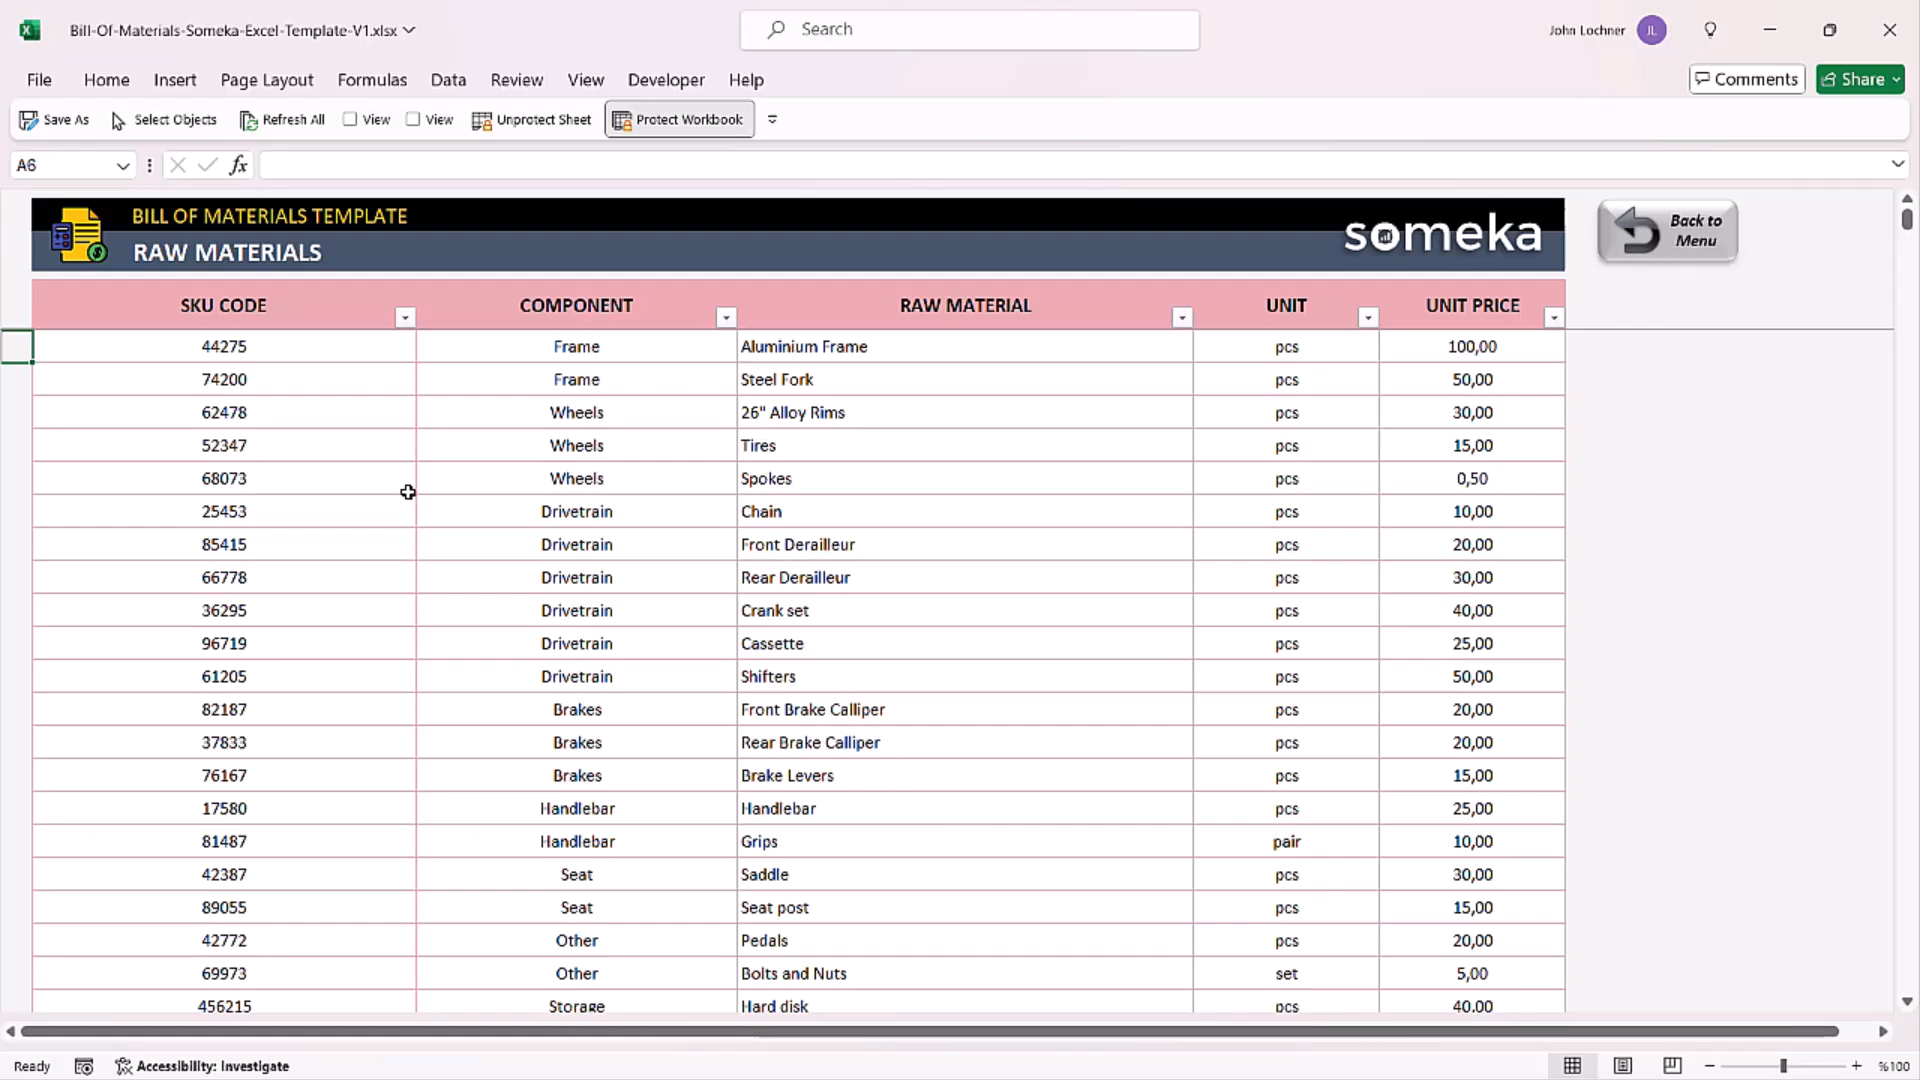 Bill-Of-Materials-Someka-Excel-Template-V1.xlsx
Search
John Lochner
JL
File Home Insert Page Layout Formulas Data Review View Developer Help
Comments Share
Save As Select Objects Refresh All View View Unprotect Sheet Protect Workbook
A6
fx
BILL OF MATERIALS TEMPLATE
RAW MATERIALS
someka
Back to
Menu
SKU CODE COMPONENT RAW MATERIAL UNIT UNIT PRICE
44275 Frame Aluminium Frame pcs 100,00
74200 Frame Steel Fork pcs 50,00
62478 Wheels 26" Alloy Rims pcs 30,00
52347 Wheels Tires pcs 15,00
68073 Wheels Spokes pcs 0,50
25453 Drivetrain Chain pcs 10,00
85415 Drivetrain Front Derailleur pcs 20,00
66778 Drivetrain Rear Derailleur pcs 30,00
36295 Drivetrain Crank set pcs 40,00
96719 Drivetrain Cassette pcs 25,00
61205 Drivetrain Shifters pcs 50,00
82187 Brakes Front Brake Calliper pcs 20,00
37833 Brakes Rear Brake Calliper pcs 20,00
76167 Brakes Brake Levers pcs 15,00
17580 Handlebar Handlebar pcs 25,00
81487 Handlebar Grips pair 10,00
42387 Seat Saddle pcs 30,00
89055 Seat Seat post pcs 15,00
42772 Other Pedals pcs 20,00
69973 Other Bolts and Nuts set 5,00
456215 Storage Hard disk pcs 40,00
Ready Accessibility: Investigate %100